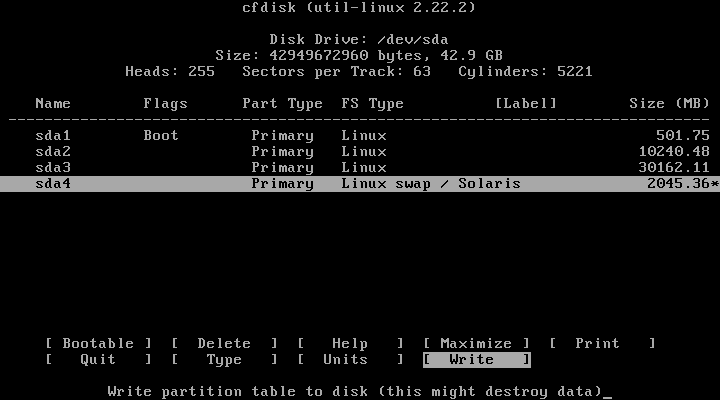 cfdisk (util-linux 2.22.2)
Disk Drive: /dev/sda
Size: 42949672960 bytes, 42.9 GB
Heads: 255   Sectors per Track: 63   Cylinders: 5221
Name        Flags      Part Type  FS Type          [Label]        Size (MB)
------------------------------------------------------------------------------
sda1        Boot        Primary   Linux                              501.75
sda2                    Primary   Linux                            10240.48
sda3                    Primary   Linux                            30162.11
sda4                    Primary   Linux swap / Solaris              2045.36*
[ Bootable ]  [  Delete  ]  [   Help   ]  [ Maximize ]  [  Print   ]
[   Quit   ]  [   Type   ]  [  Units   ]  [  Write   ]
Write partition table to disk (this might destroy data)_